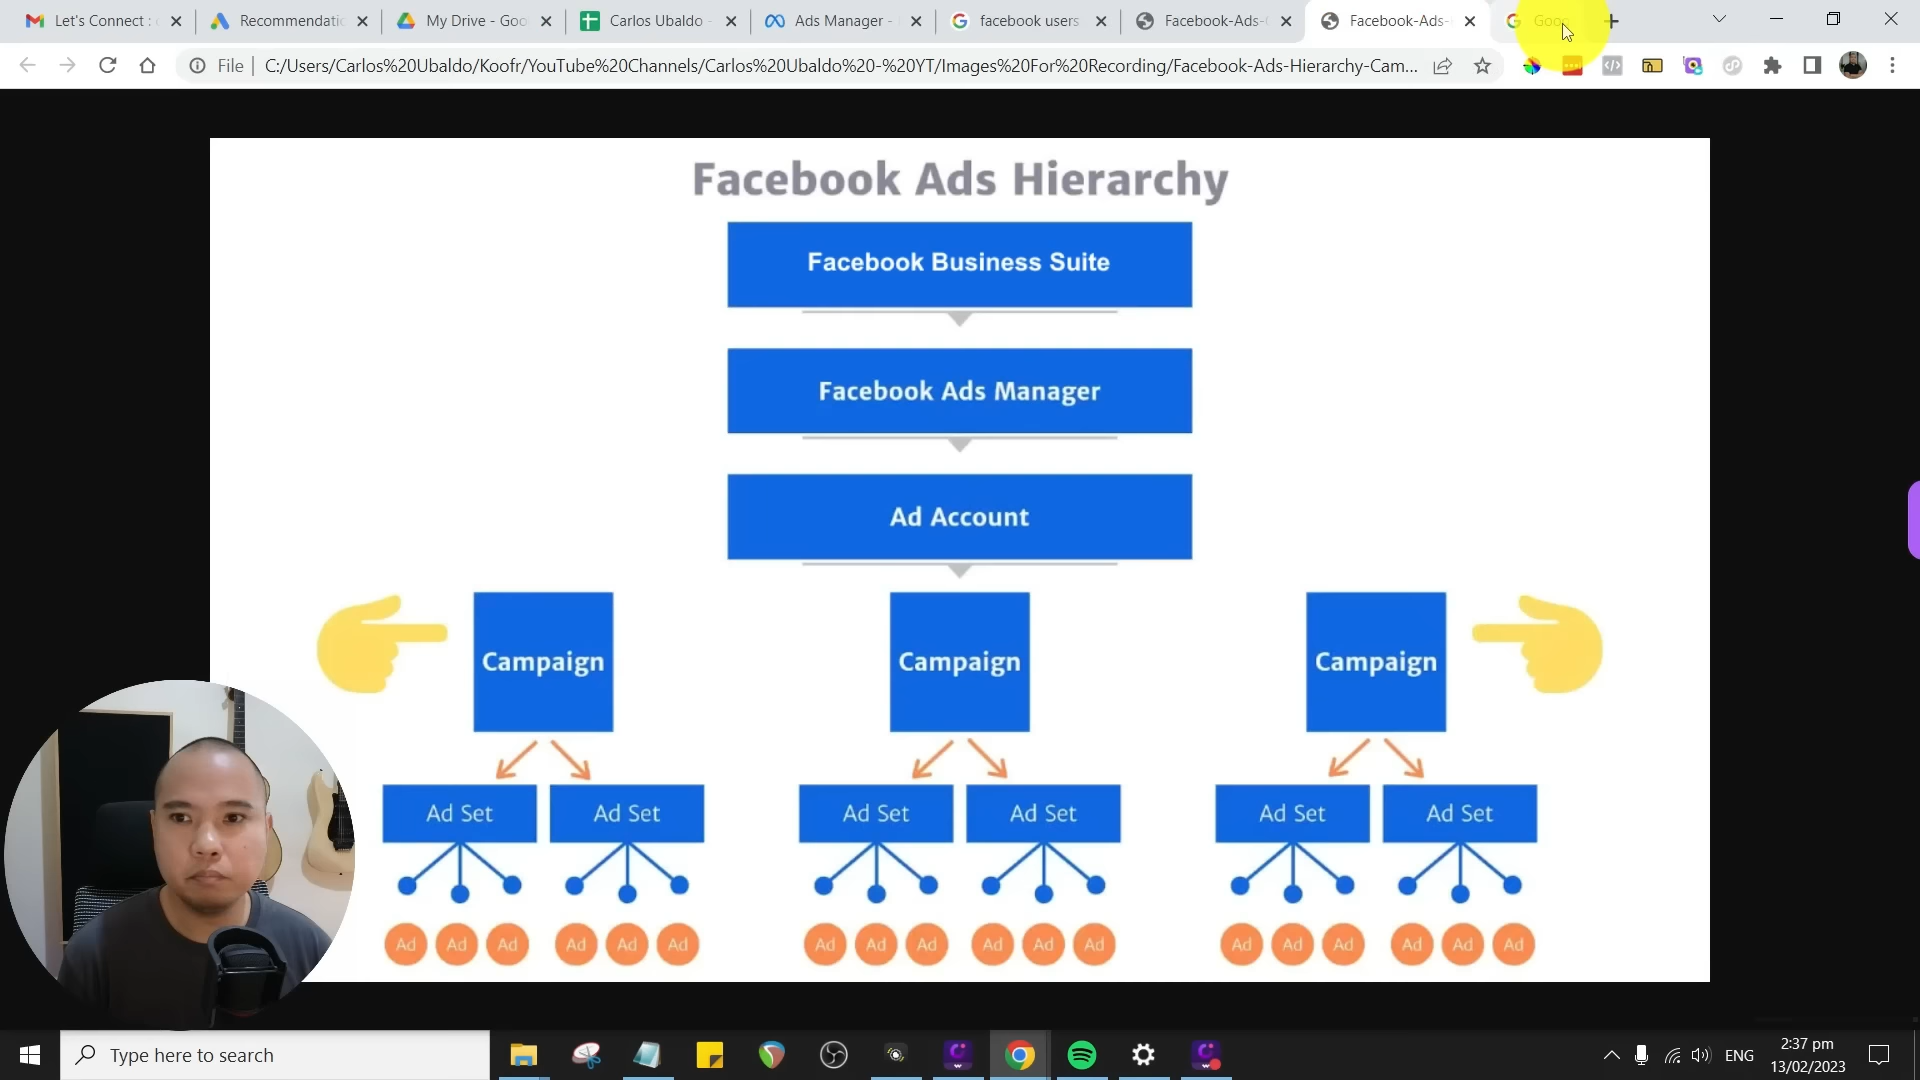 Let's Connect :
Recommendatio
My Drive - Goo
Carlos Ubaldo -
Ads Manager -
facebook users
Facebook-Ads-
Facebook-Ads-
Goog
File
C:/Users/Carlos%20Ubaldo/Koofr/YouTube%20Channels/Carlos%20Ubaldo%20-%20YT/Images%20For%20Recording/Facebook-Ads-Hierarchy-Cam...
Facebook Ads Hierarchy
Facebook Business Suite
Facebook Ads Manager
Ad Account
Campaign
Campaign
Campaign
Ad Set
Ad Set
Ad Set
Ad Set
Ad Set
Ad Set
Ad Ad Ad Ad Ad Ad Ad Ad Ad Ad Ad Ad Ad Ad Ad Ad Ad Ad
Type here to search
ENG
2:37 pm
13/02/2023